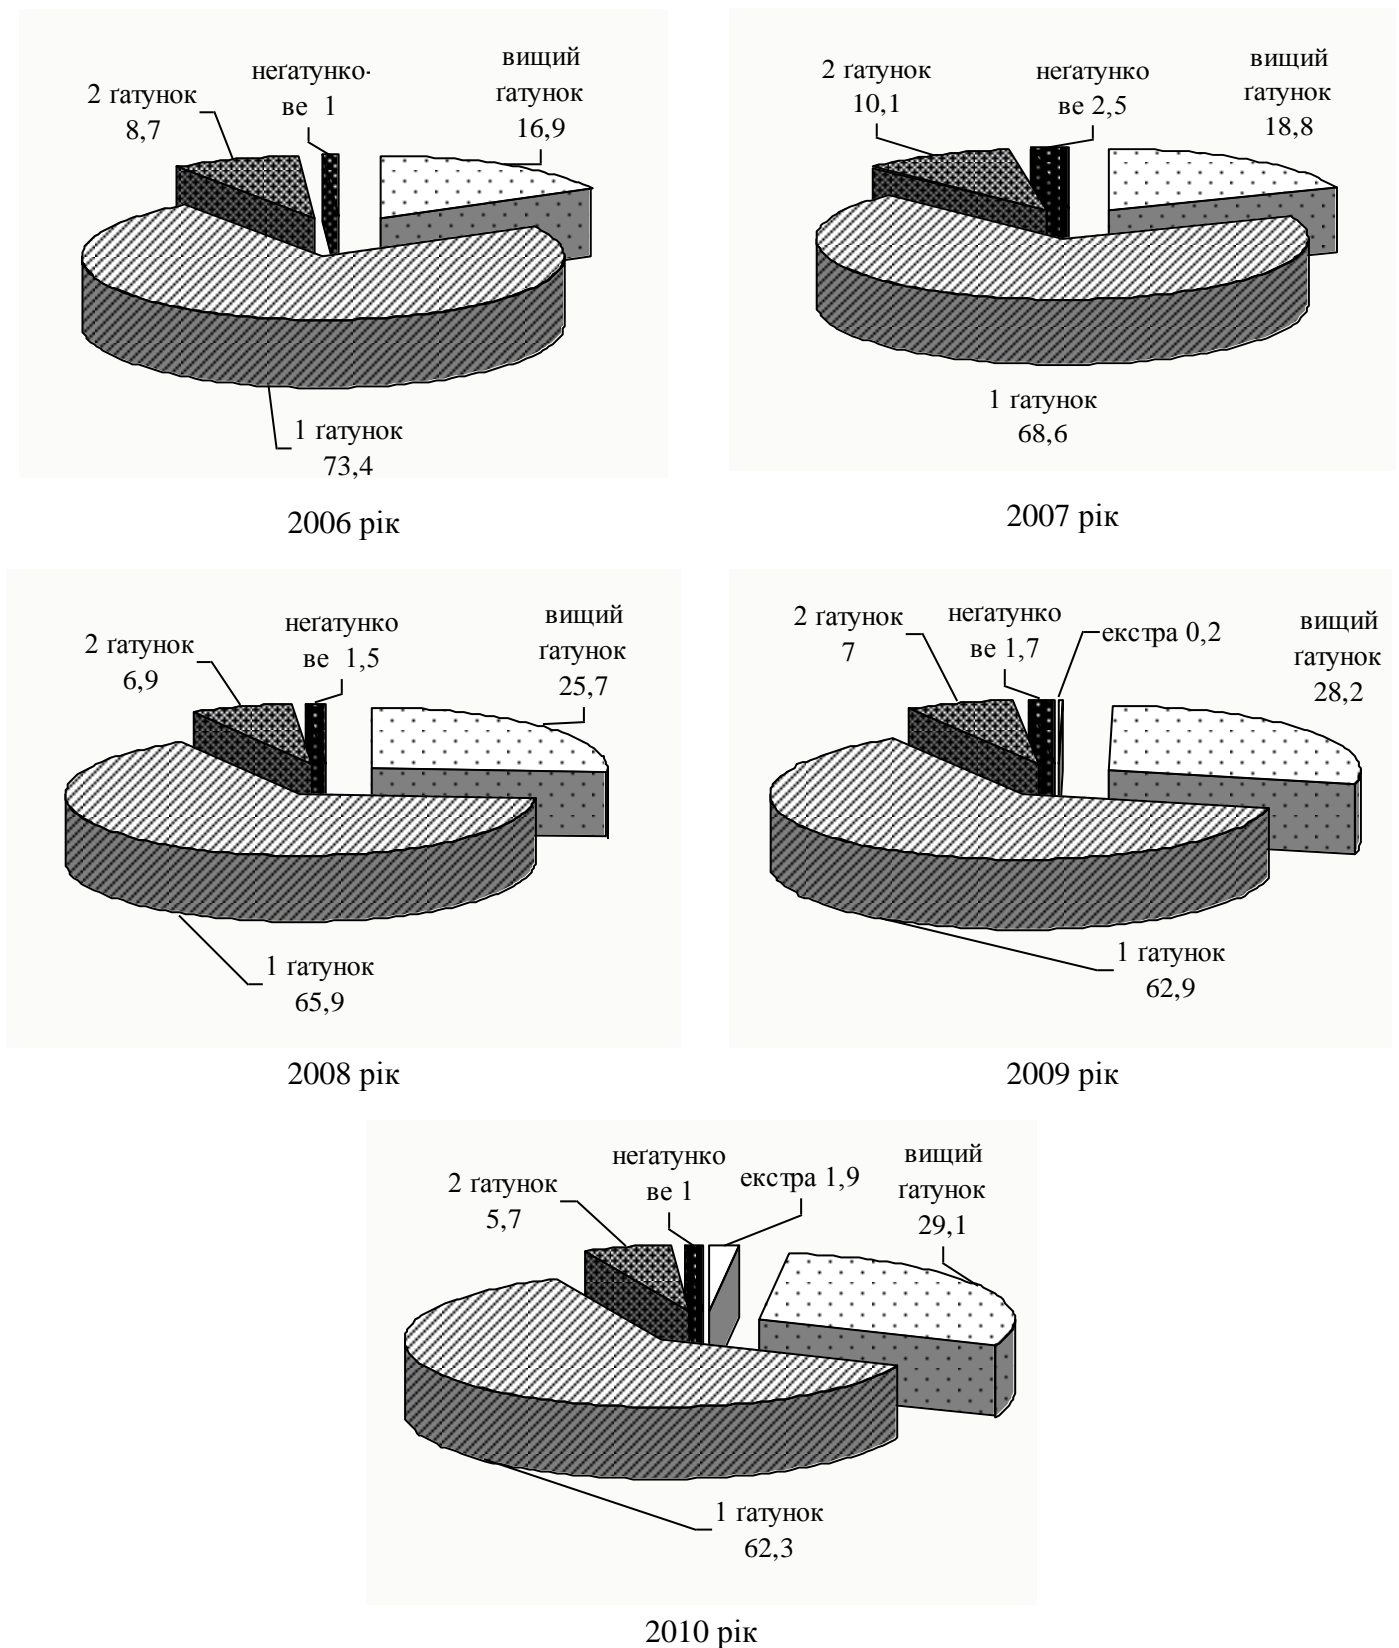 неґатунко-
ве 1
вищий
ґатунок
16,9
2 ґатунок
8,7
1 ґатунок
73,4
2006 рік
2 ґатунок
10,1
неґатунко
ве 2,5
вищий
ґатунок
18,8
1 ґатунок
68,6
2007 рік
2 ґатунок
6,9
неґатунко
ве 1,5
вищий
ґатунок
25,7
1 ґатунок
65,9
2008 рік
2 ґатунок
7
неґатунко
ве 1,7
екстра 0,2
вищий
ґатунок
28,2
1 ґатунок
62,9
2009 рік
2 ґатунок
5,7
неґатунко
ве 1
екстра 1,9
вищий
ґатунок
29,1
1 ґатунок
62,3
2010 рік